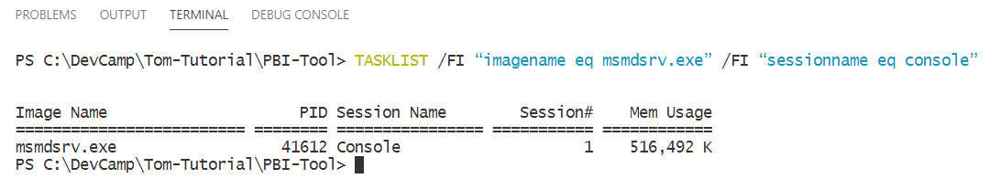 PROBLEMS OUTPUT TERMINAL DEBUG CONSOLE
PS C:\DevCamp\Tom-Tutorial\PBI-Tool> TASKLIST /FI “imagename eq msmdsrv.exe” /FI “sessionname eq console”
Image Name                     PID Session Name        Session#    Mem Usage
========================= ======== ================ =========== ============
msmdsrv.exe                  41612 Console                    1    516,492 K
PS C:\DevCamp\Tom-Tutorial\PBI-Tool>